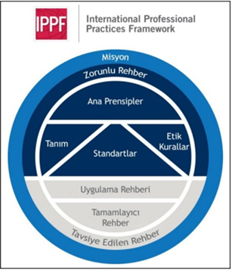 IPPF
International Professional
Practices Framework
Misyon
Zorunlu Rehber
Ana Prensipler
Tanım
Standartlar
Etik
Kurallar
Uygulama Rehberi
Tamamlayıcı
Rehber
Tavsiye Edilen Rehber